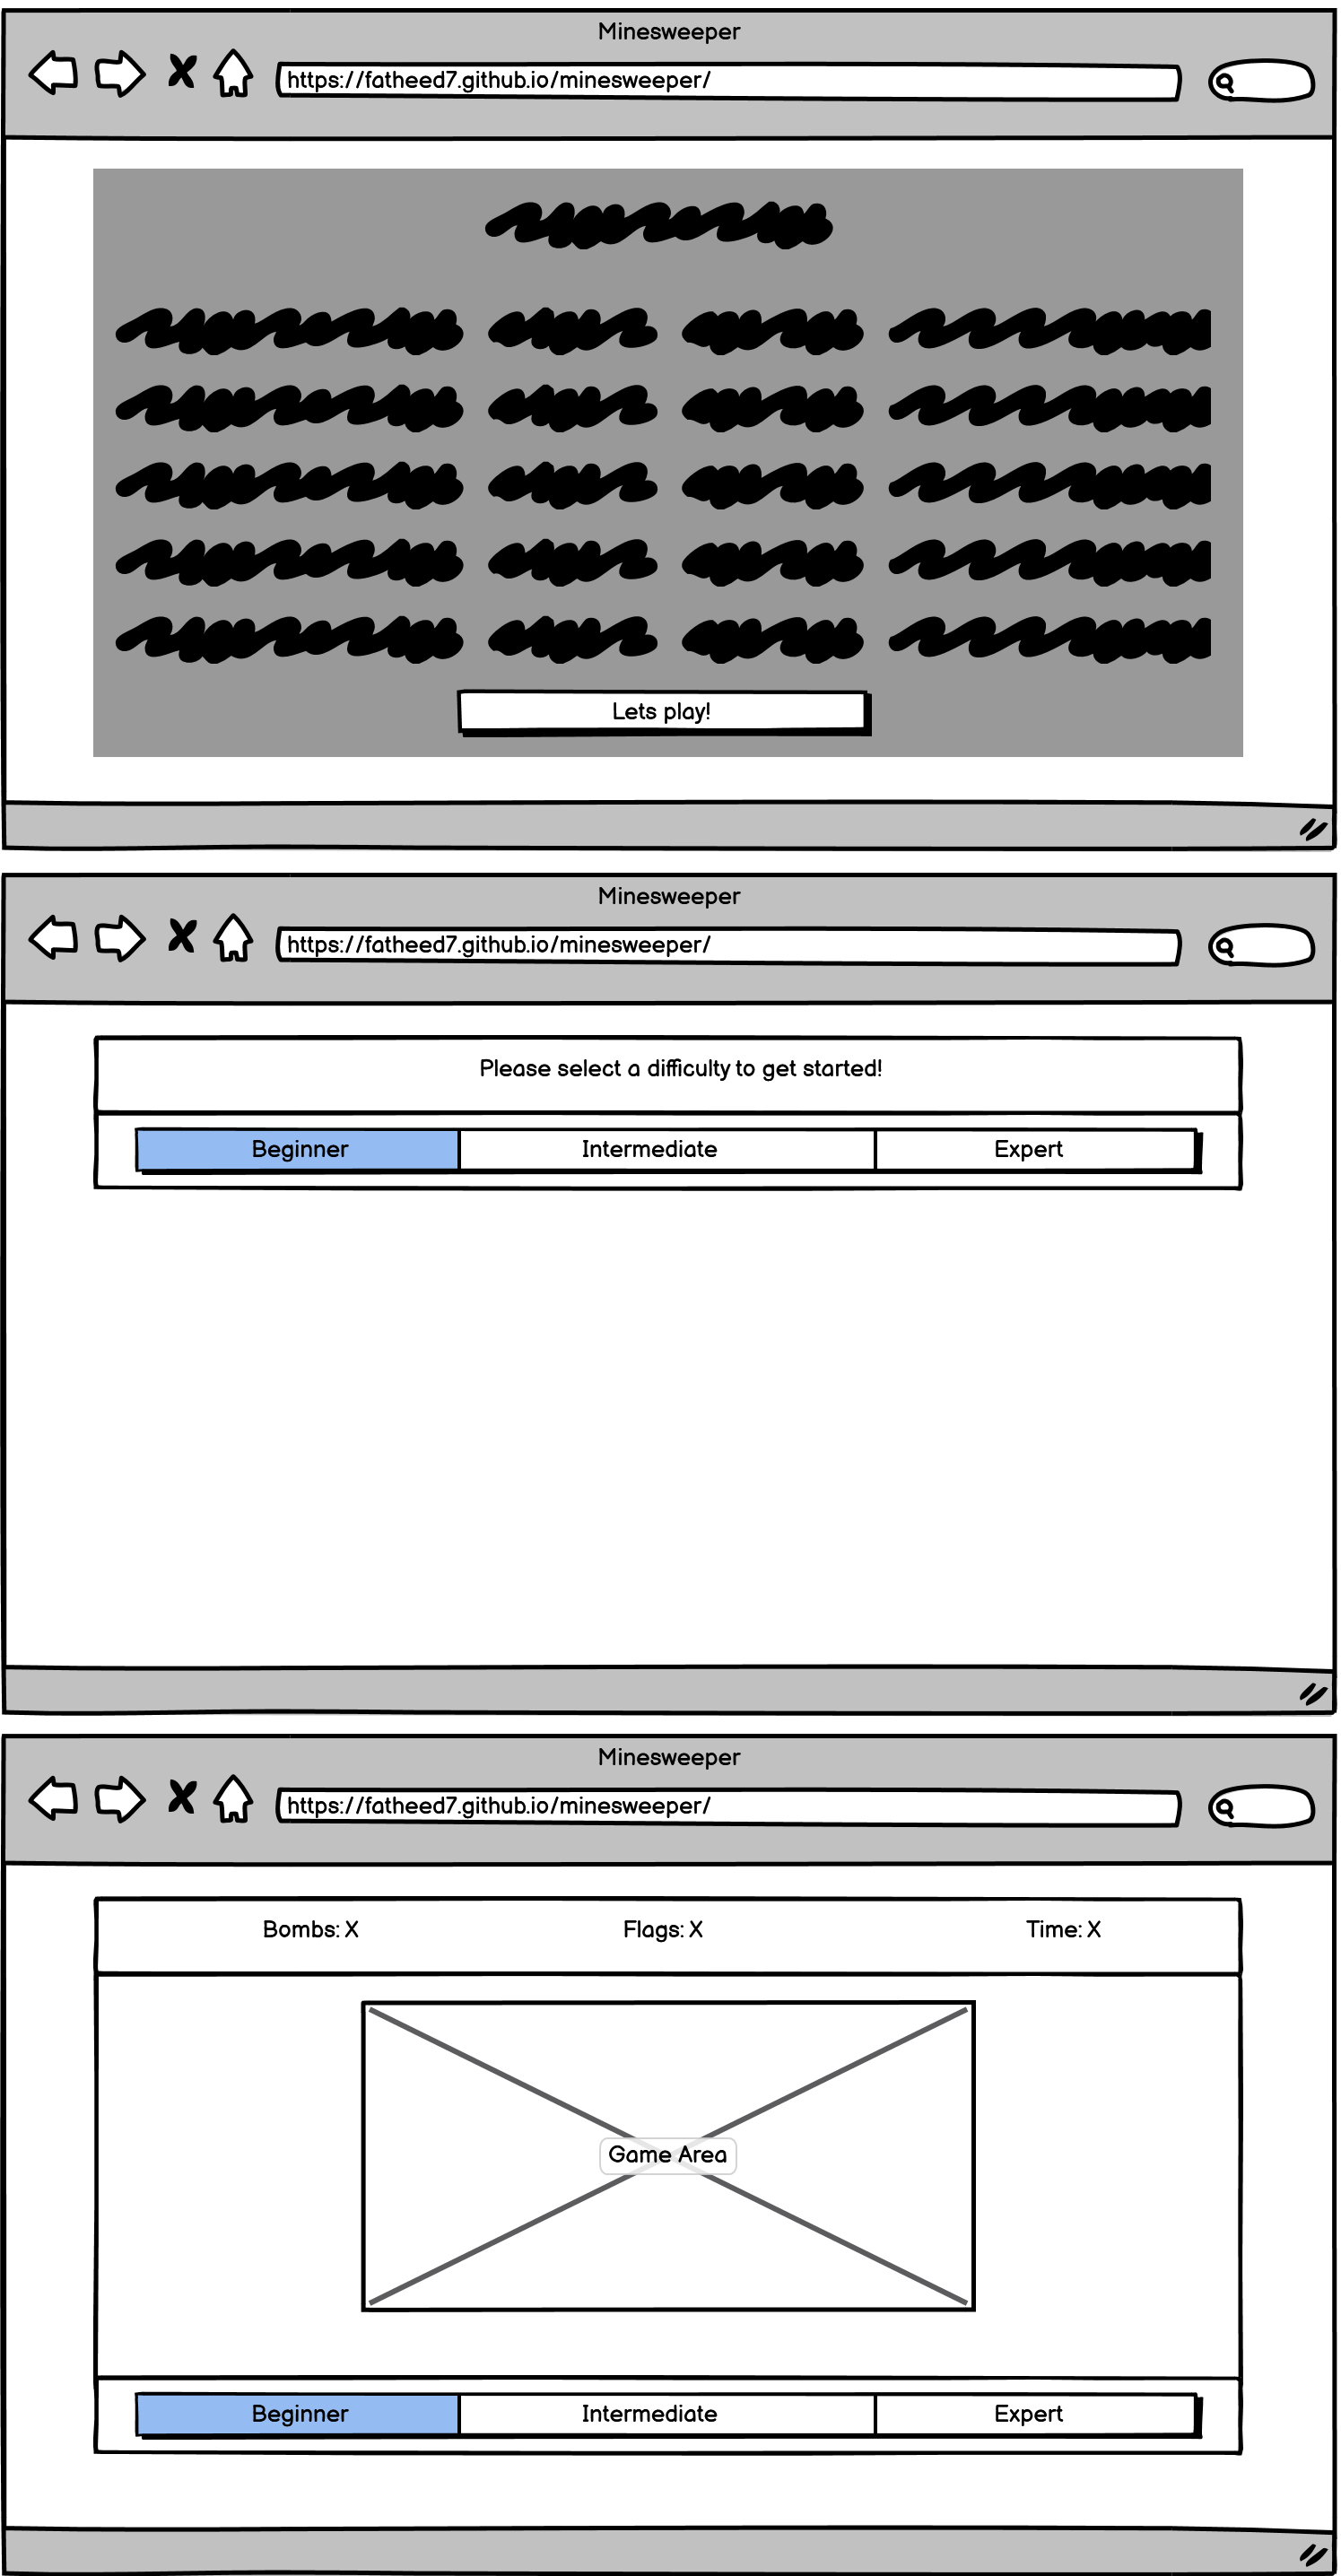 Minesweeper
https://fatheed7.github.io/minesweeper/
Lets play!
Minesweeper
https://fatheed7.github.io/minesweeper/
Please select a difficulty to get started!
Beginner Intermediate Expert
Minesweeper
https://fatheed7.github.io/minesweeper/
Bombs: X Flags: X Time: X
Game Area
Beginner Intermediate Expert